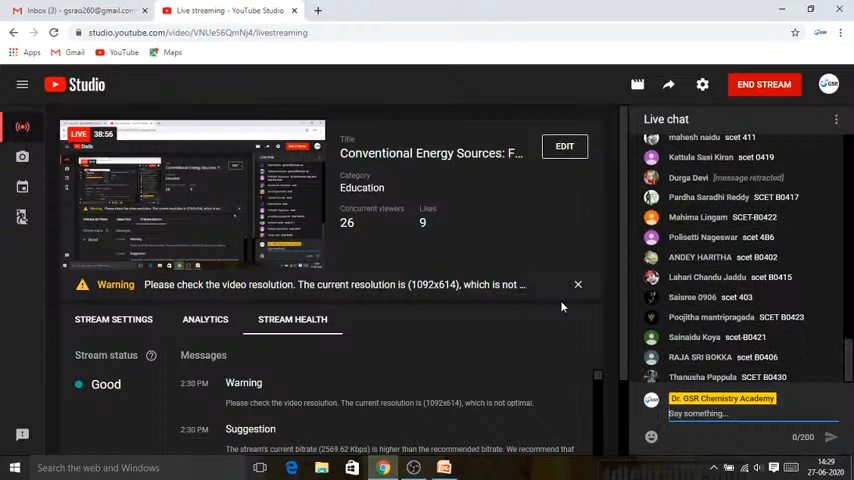 Inbox (3) - gsrao260@gmail.com
Live streaming - YouTube Studio
studio.youtube.com/video/VNUeS6QmNj4/livestreaming
Apps
Gmail
YouTube
Maps
Studio
END STREAM
GSR
LIVE 38:56
Title
Conventional Energy Sources: F...
EDIT
Category
Education
Concurrent viewers
26
Likes
9
Warning Please check the video resolution. The current resolution is (1092x614), which is not ...
STREAM SETTINGS
ANALYTICS
STREAM HEALTH
Stream status
Good
Messages
2:30 PM Warning
Please check the video resolution. The current resolution is (1092x614), which is not optimal.
2:30 PM Suggestion
The stream's current bitrate (2569.62 Kbps) is higher than the recommended bitrate. We recommend that
Live chat
mahesh naidu scet 411
Kattula Sasi Kiran scet 0419
Durga Devi [message retracted]
Pardha Saradhi Reddy SCET B0417
Mahima Lingam SCET-B0422
Polisetti Nageswar 4B6
ANDEY HARITHA SCET-B0402
Lahari Chandu Jaddu SCET B0415
Saisree 0906 scet 403
Poojitha mantripragada SCET B0423
Sainaidu Koya scet-B0421
RAJA SRI BOKKA SCET B0406
Thanusha Pappula SCET B0430
Dr. GSR Chemistry Academy
Say something...
0/200
Search the web and Windows
14:29
27-06-2020